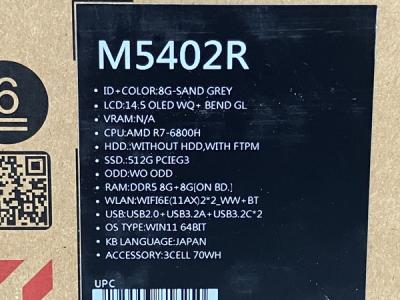 M5402R
• ID+COLOR:8G-SAND GREY
• LCD:14.5 OLED WQ+ BEND GL
• VRAM:N/A
• CPU:AMD R7-6800H
• HDD.:WITHOUT HDD,WITH FTPM
• SSD.:512G PCIEG3
• ODD:WO ODD
• RAM:DDR5 8G+8G[ON BD.]
• WLAN:WIFI6E(11AX)2*2_WW+BT
• USB:USB2.0+USB3.2A+USB3.2C*2
• OS TYPE:WIN11 64BIT
• KB LANGUAGE:JAPAN
• ACCESSORY:3CELL 70WH
UPC
6